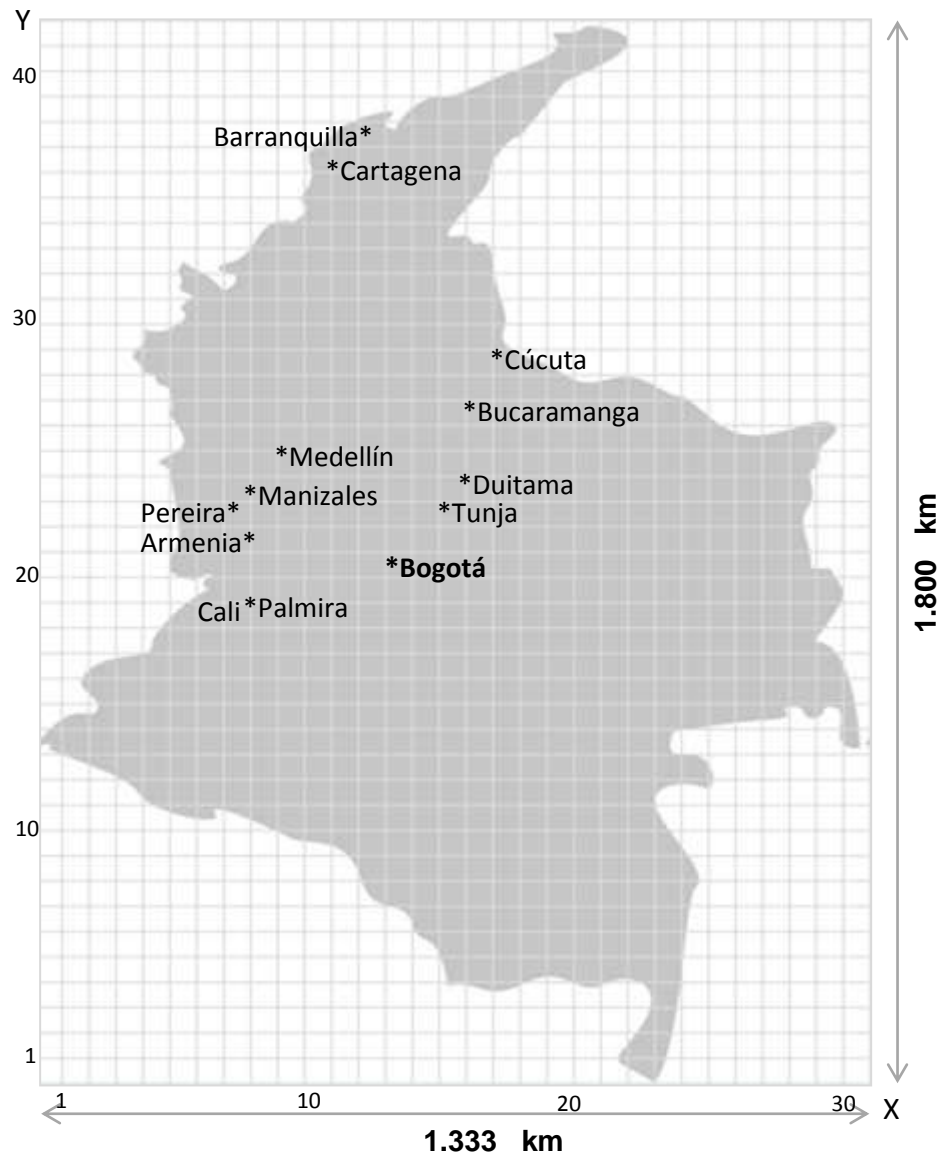 Y
40
Barranquilla*
*Cartagena
30
*Cúcuta
*Bucaramanga
*Medellín
*Duitama
*Manizales
Pereira*
*Tunja
Armenia*
*Bogotá
20
Cali *Palmira
1.800 km
10
1
1 10 20 30 X
1.333 km